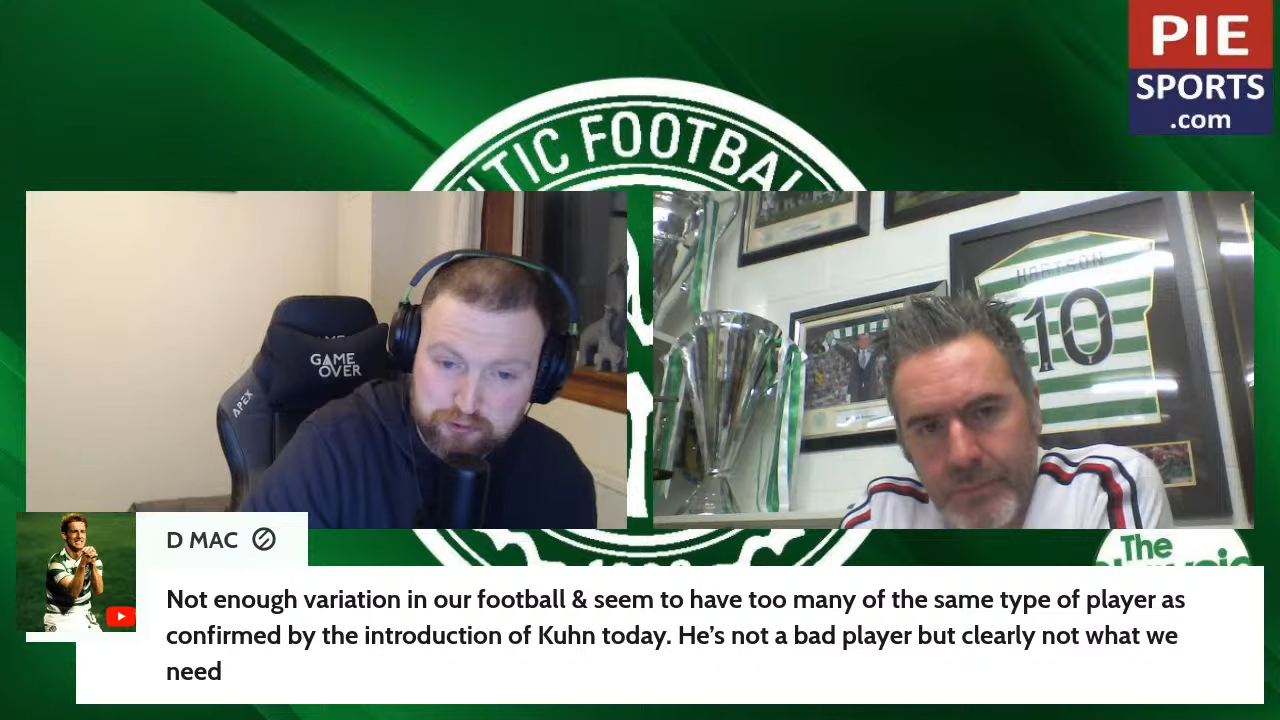 PIE
SPORTS
.com
TIC FOOTBAL
HARTSON
10
GAME
OVER
APEX
D MAC
The
Not enough variation in our football & seem to have too many of the same type of player as
confirmed by the introduction of Kuhn today. He's not a bad player but clearly not what we
need